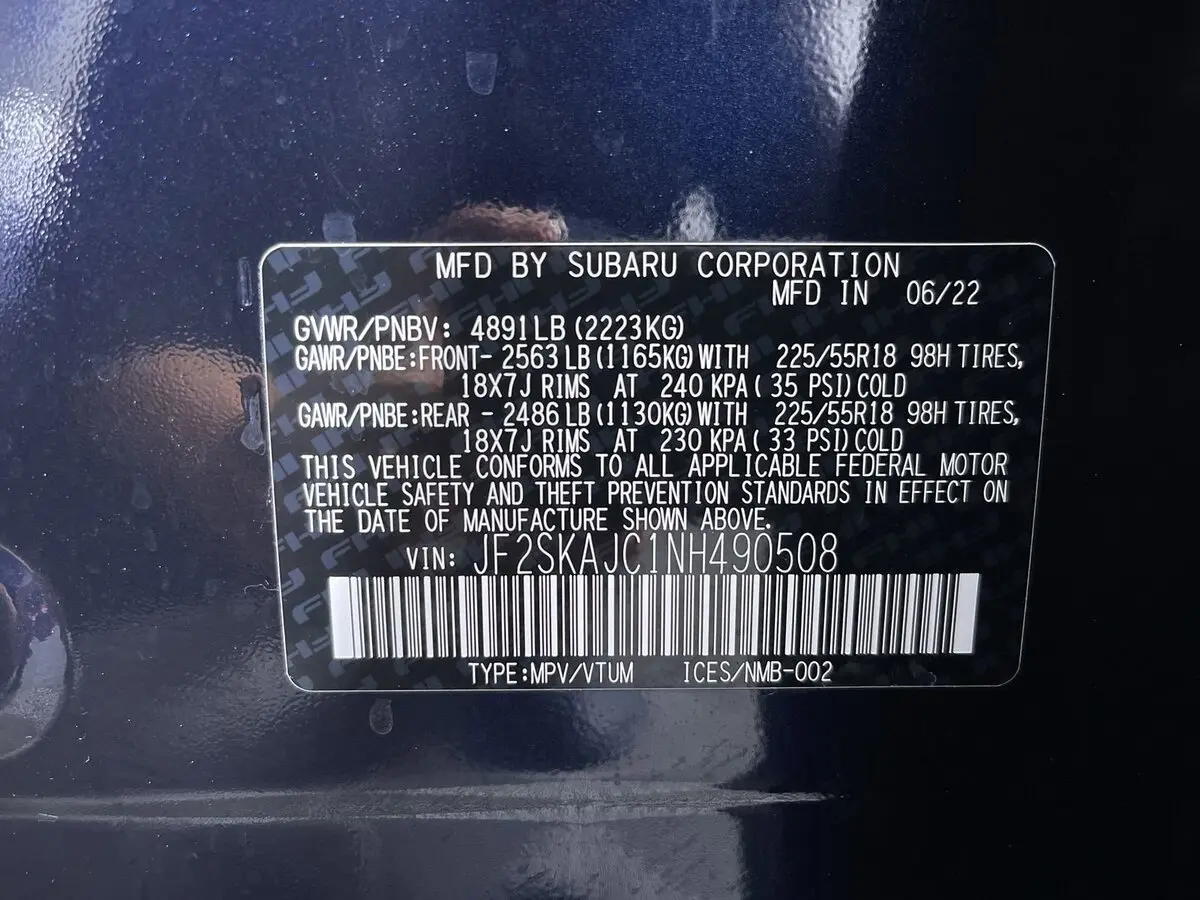 MFD BY SUBARU CORPORATION
MFD IN 06/22
GVWR/PNBV: 4891LB (2223KG)
GAWR/PNBE:FRONT- 2563 LB (1165KG) WITH 225/55R18 98H TIRES,
18X7J RIMS AT 240 KPA ( 35 PSI) COLD
GAWR/PNBE:REAR - 2486 LB (1130KG) WITH 225/55R18 98H TIRES,
18X7J RIMS AT 230 KPA ( 33 PSI) COLD
THIS VEHICLE CONFORMS TO ALL APPLICABLE FEDERAL MOTOR
VEHICLE SAFETY AND THEFT PREVENTION STANDARDS IN EFFECT ON
THE DATE OF MANUFACTURE SHOWN ABOVE.
VIN: JF2SKAJC1NH490508
TYPE:MPV/VTUM ICES/NMB-002